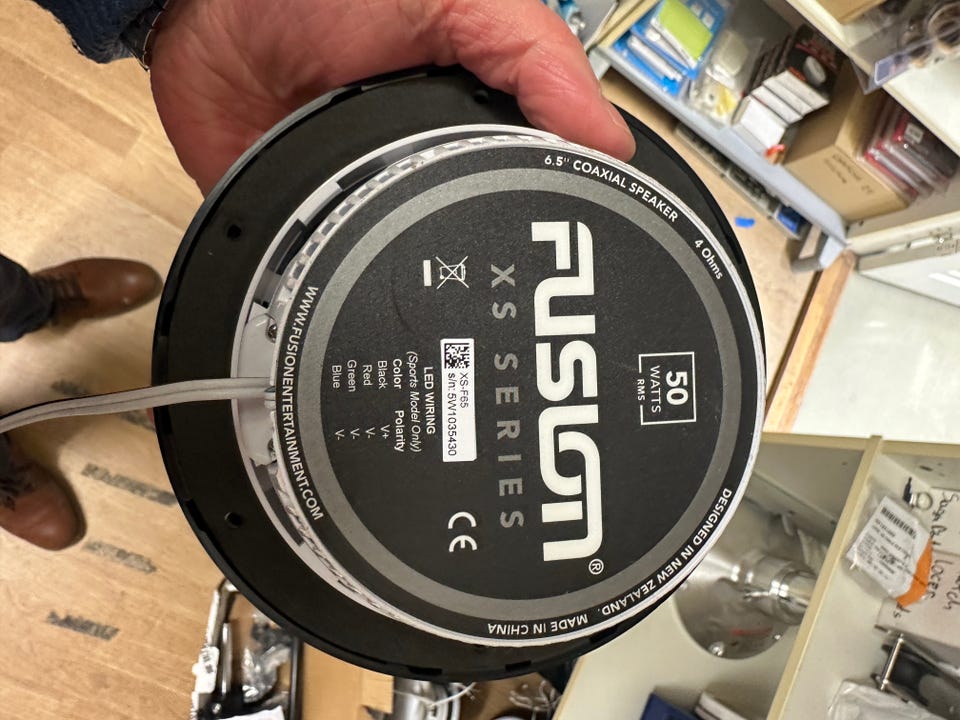 6.5" COAXIAL SPEAKER
4 Ohms
50
WATTS
RMS
FUSION®
XS SERIES
XS-F65
s/n:5W1035430
LED WIRING
(Sports Model Only)
Color Polarity
Black V+
Red V-
Green V-
Blue V-
CE
WWW.FUSIONENTERTAINMENT.COM
DESIGNED IN NEW ZEALAND. MADE IN CHINA